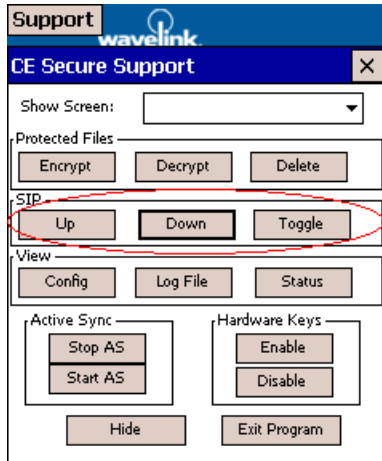 Support
wavelink.
CE Secure Support
Show Screen:
Protected Files
Encrypt Decrypt Delete
SIP
Up Down Toggle
View
Config Log File Status
Active Sync Hardware Keys
Stop AS Enable
Start AS Disable
Hide Exit Program